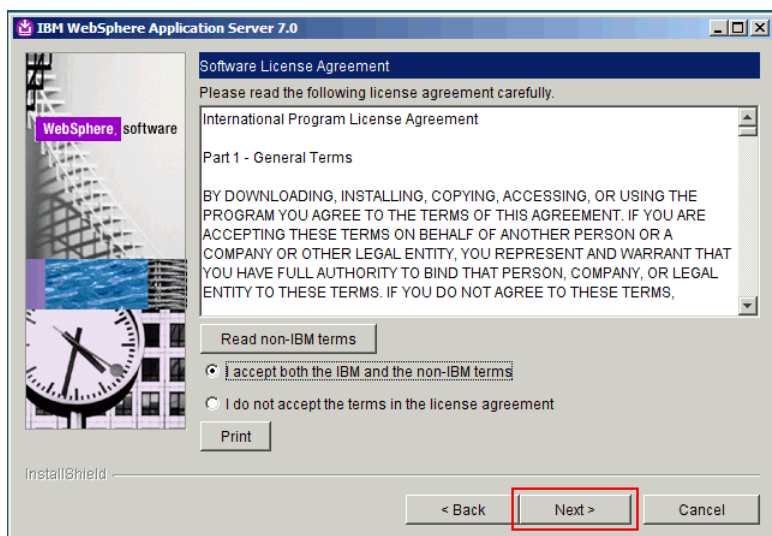 IBM WebSphere Application Server 7.0
Software License Agreement
Please read the following license agreement carefully.
WebSphere. software
International Program License Agreement
Part 1 - General Terms
BY DOWNLOADING, INSTALLING, COPYING, ACCESSING, OR USING THE
PROGRAM YOU AGREE TO THE TERMS OF THIS AGREEMENT. IF YOU ARE
ACCEPTING THESE TERMS ON BEHALF OF ANOTHER PERSON OR A
COMPANY OR OTHER LEGAL ENTITY, YOU REPRESENT AND WARRANT THAT
YOU HAVE FULL AUTHORITY TO BIND THAT PERSON, COMPANY, OR LEGAL
ENTITY TO THESE TERMS. IF YOU DO NOT AGREE TO THESE TERMS,
Read non-IBM terms
I accept both the IBM and the non-IBM terms
I do not accept the terms in the license agreement
Print
InstallShield
< Back Next > Cancel